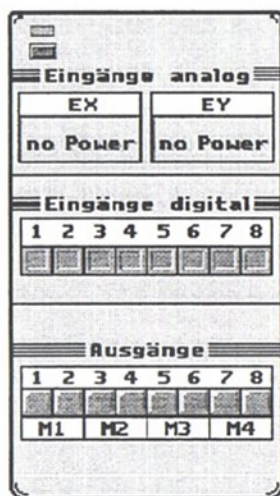 Eingänge analog
EX EY
no Power no Power
Eingänge digital
1 2 3 4 5 6 7 8
Ausgänge
1 2 3 4 5 6 7 8
M1 M2 M3 M4